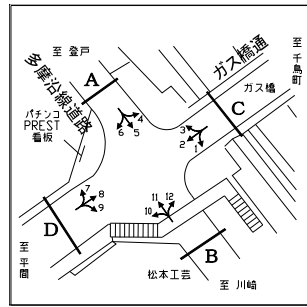 至 登戸
多摩沿線道路
ガス橋通
至 千鳥町
ガス橋
パチンコ
PREST
看板
A
B
C
D
1
2
3
4
5
6
7
8
9
10
11
12
至 平間
松本工芸
至 川崎